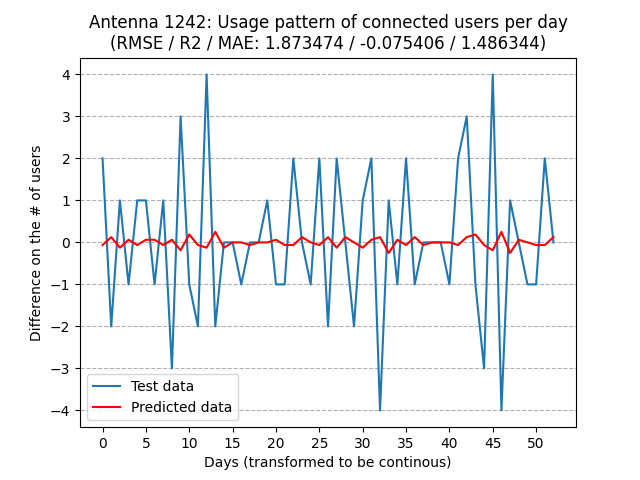 Antenna 1242: Usage pattern of connected users per day
(RMSE / R2 / MAE: 1.873474 / -0.075406 / 1.486344)
Difference on the # of users
4
3
2
1
0
−1
−2
−3
−4
Test data
Predicted data
0 5 10 15 20 25 30 35 40 45 50
Days (transformed to be continous)